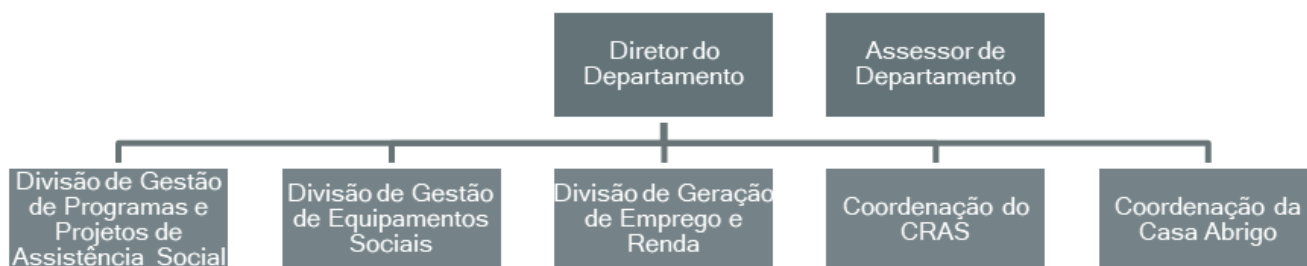 Diretor do
Departamento
Assessor de
Departamento
Divisão de Gestão
de Programas e
Projetos de
Assistência Social
Divisão de Gestão
de Equipamentos
Sociais
Divisão de Geração
de Emprego e
Renda
Coordenação do
CRAS
Coordenação da
Casa Abrigo